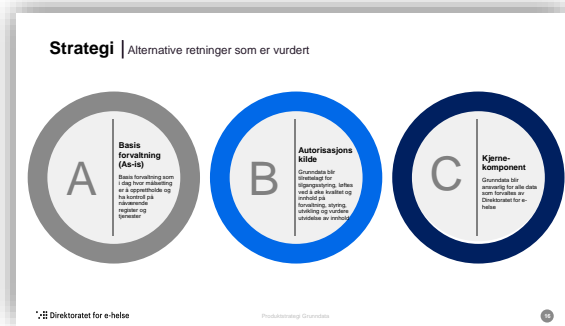 Strategi | Alternative retninger som er vurdert
A
Basis
forvaltning
(As-is)
Basis forvaltning som
i dag hvor målsetting
er å opprettholde og
ha kontroll på
nåværende
register og
tjenester
B
Autorisasjons
kilde
Grunndata blir
tilrettelagt for
tilgangsstyring, løftes
ved å øke kvalitet og
innhold på
forvaltning, styring,
utvikling og vurdere
utvidelse av innhold
C
Kjerne-
komponent
Grunndata blir
ansvarlig for alle data
som forvaltes av
Direktoratet for e-
helse
Direktoratet for e-helse
Produktstrategi Grunndata
16